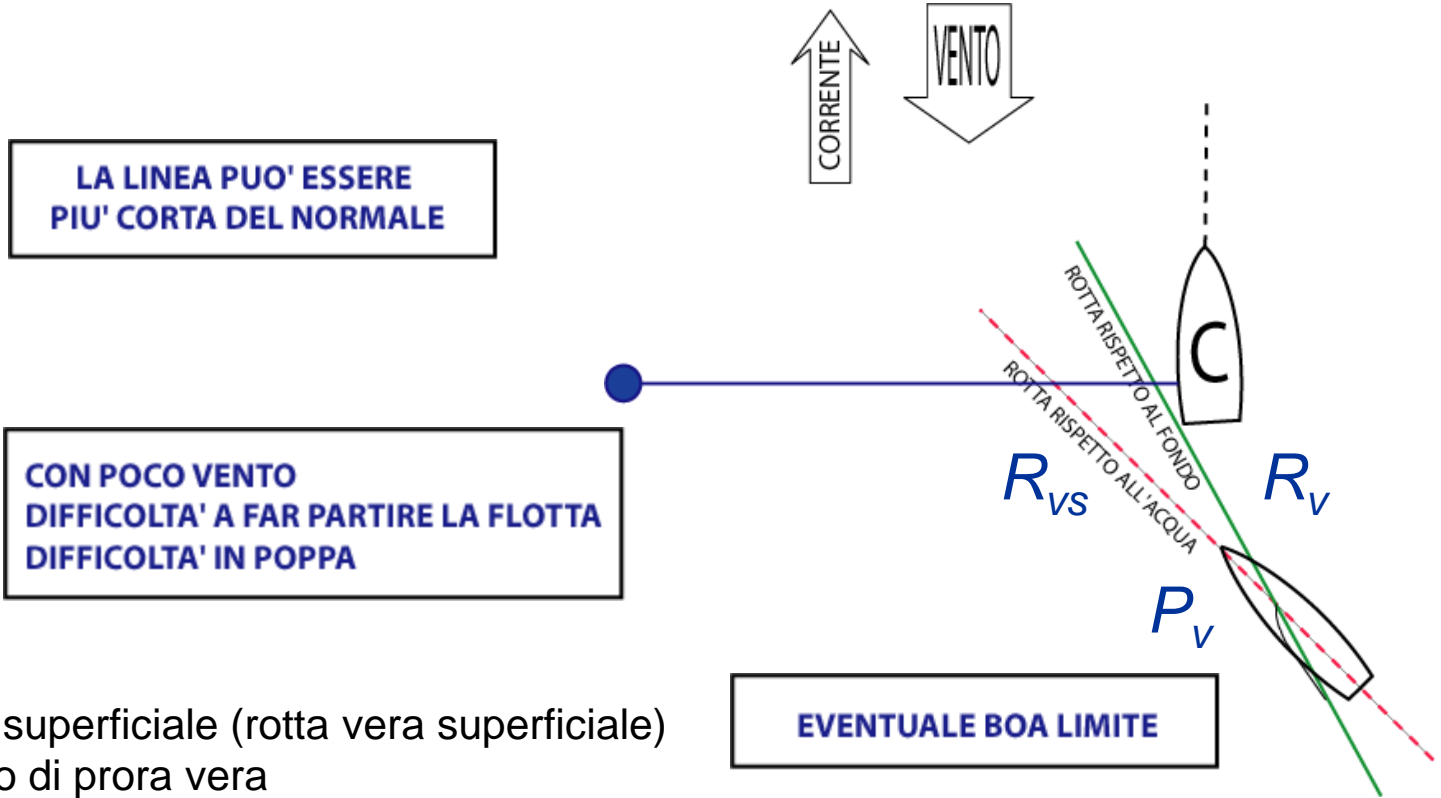 CORRENTE
VENTO
LA LINEA PUO' ESSERE
PIU' CORTA DEL NORMALE
C
ROTTA RISPETTO AL FONDO
ROTTA RISPETTO ALL'ACQUA
Rvs
Rv
CON POCO VENTO
DIFFICOLTA' A FAR PARTIRE LA FLOTTA
DIFFICOLTA' IN POPPA
Pv
EVENTUALE BOA LIMITE
superficiale (rotta vera superficiale)
o di prora vera